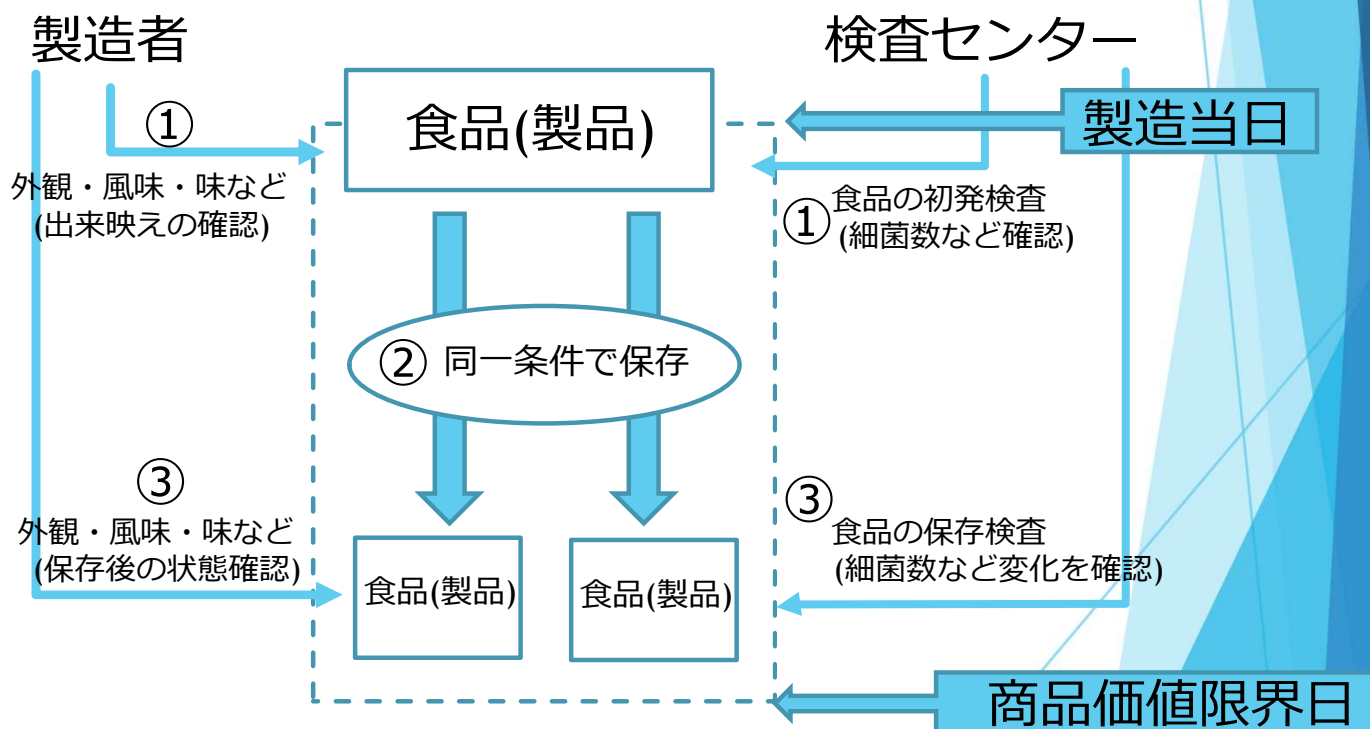 製造者
検査センター
①
食品(製品)
製造当日
外観・風味・味など
(出来映えの確認)
①
食品の初発検査
(細菌数など確認)
② 同一条件で保存
③
外観・風味・味など
(保存後の状態確認)
③
食品の保存検査
(細菌数など変化を確認)
食品(製品)
食品(製品)
商品価値限界日